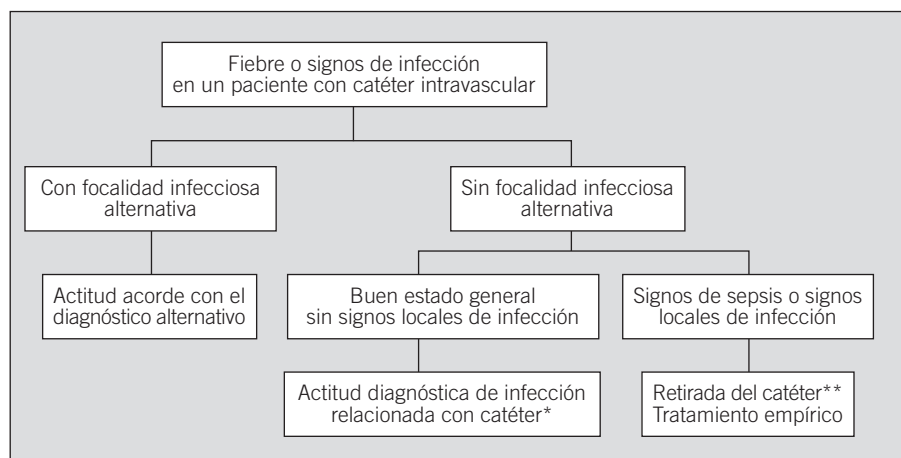 Fiebre o signos de infección
en un paciente con catéter intravascular
Con focalidad infecciosa
alternativa
Sin focalidad infecciosa
alternativa
Actitud acorde con el
diagnóstico alternativo
Buen estado general
sin signos locales de infección
Signos de sepsis o signos
locales de infección
Actitud diagnóstica de infección
relacionada con catéter*
Retirada del catéter**
Tratamiento empírico